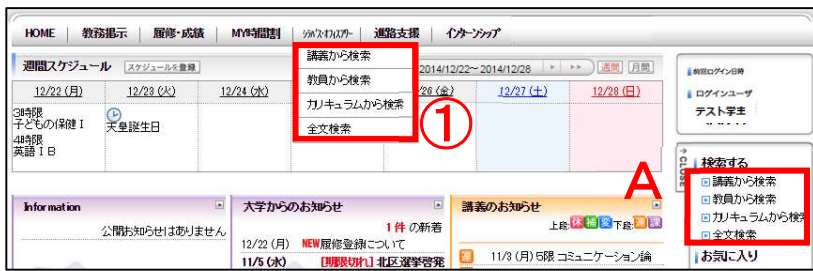 HOME 教務掲示 履修・成績 MY時間割 ｼﾗﾊﾞｽ･ｵﾌｨｽｱﾜｰ 進路支援 ｲﾝﾀｰﾝｼｯﾌﾟ
週間スケジュール スケジュールを登録 2014/12/22～2014/12/28 週間 月間
講義から検索
教員から検索
カリキュラムから検索
全文検索
①
12/22 (月) 12/23 (火) 12/24 (水) /26 (金) 12/27 (土) 12/28 (日)
3時限
子どもの保健 I
4時限
英語 I B
天皇誕生日
前回ログイン日時
ログインユーザ
テスト学生
CLOSE
検索する
講義から検索
教員から検索
カリキュラムから検
全文検索
お気に入り
A
Information
公開お知らせはありません
大学からのお知らせ
1 件 の新着
12/22 (月) NEW履修登録について
11/5 (水) [期限切れ] 北区選挙啓発
講義のお知らせ
上段:休 補 変 下段:運 課
運 11/3 (月) 5限 コミュニケーション論